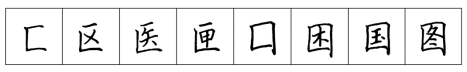 匚 区 医 匣 囗 困 国 图